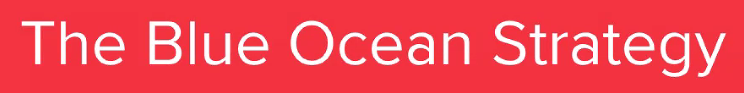 The Blue Ocean Strategy